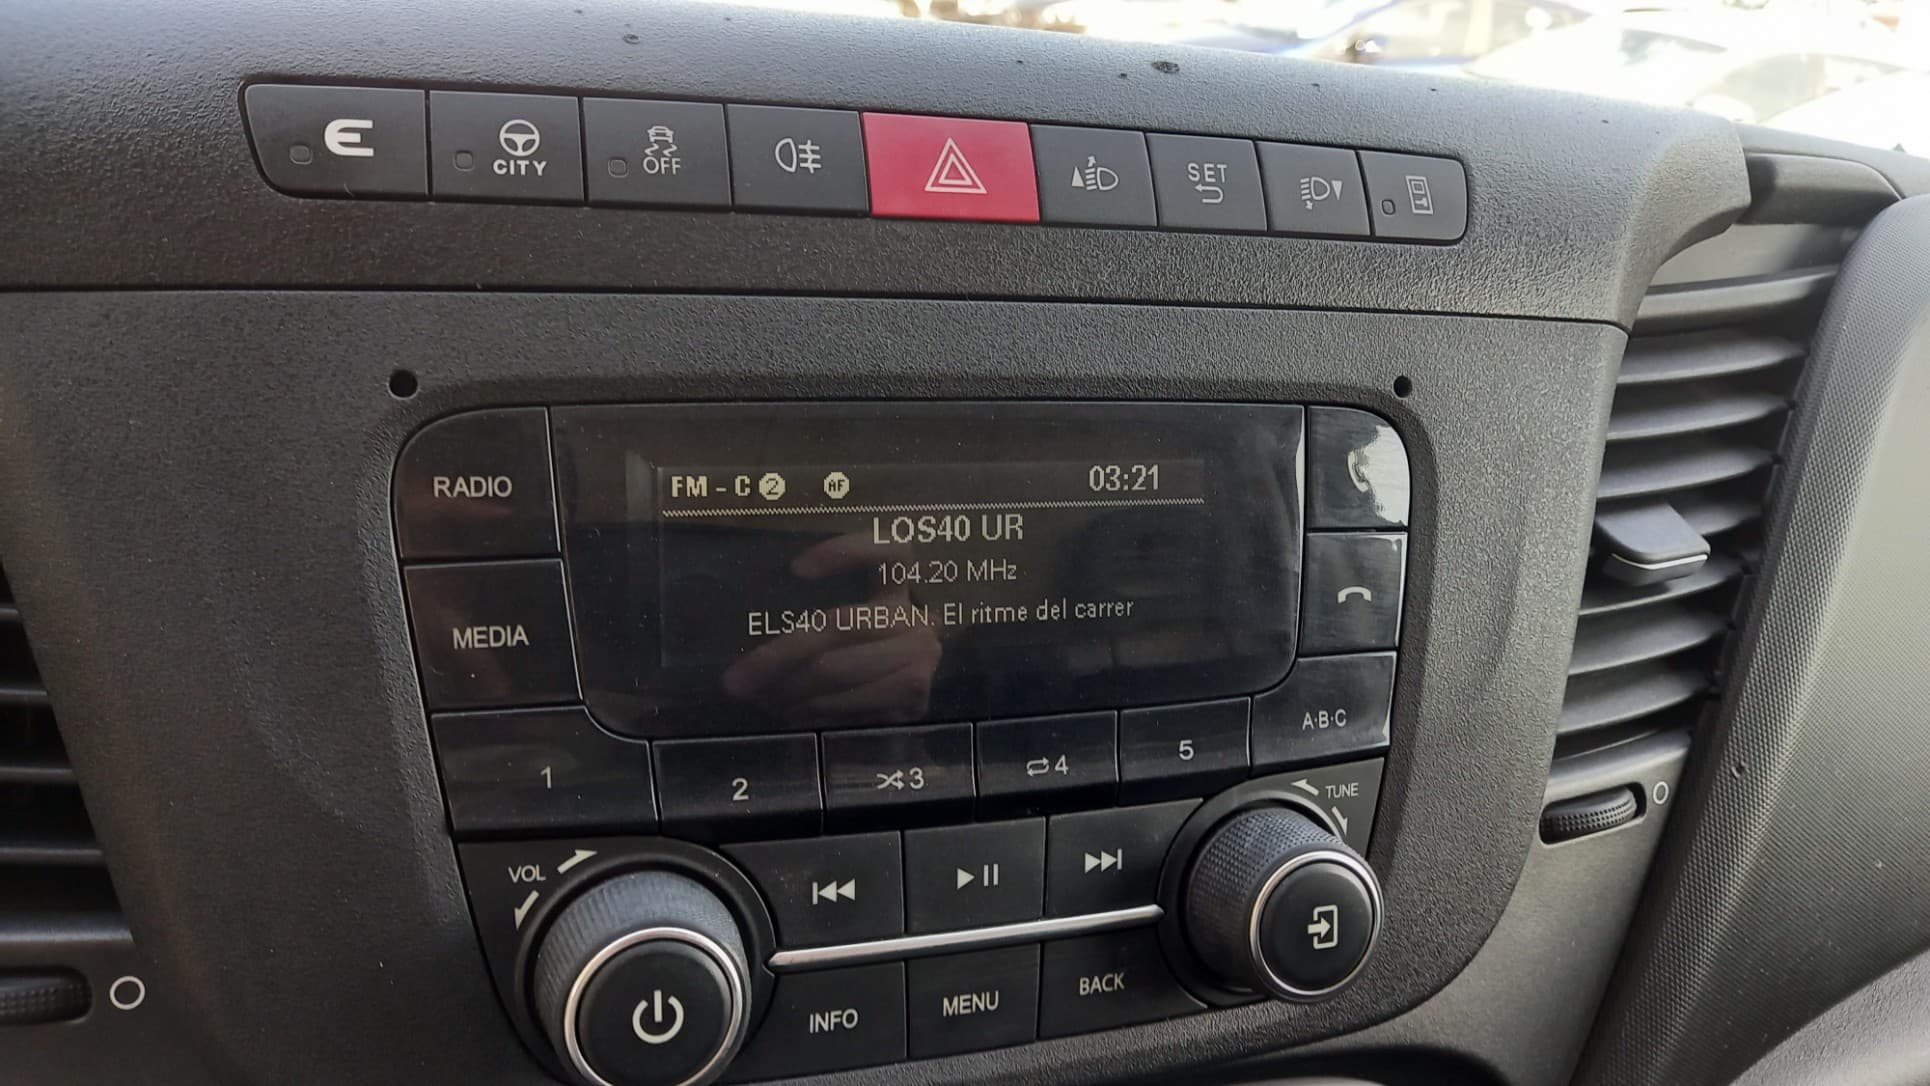 CITY
OFF
SET
RADIO
FM - C 2 AF 03:21
LOS40 UR
104.20 MHz
ELS40 URBAN. El ritme del carrer
MEDIA
A·B·C
1 2 3 4 5
TUNE
VOL
INFO MENU BACK